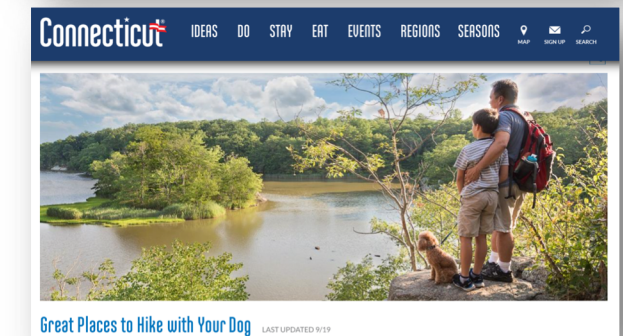 Connecticut® IDEAS DO STAY EAT EVENTS REGIONS SEASONS MAP SIGN UP SEARCH
Great Places to Hike with Your Dog LAST UPDATED 9/19